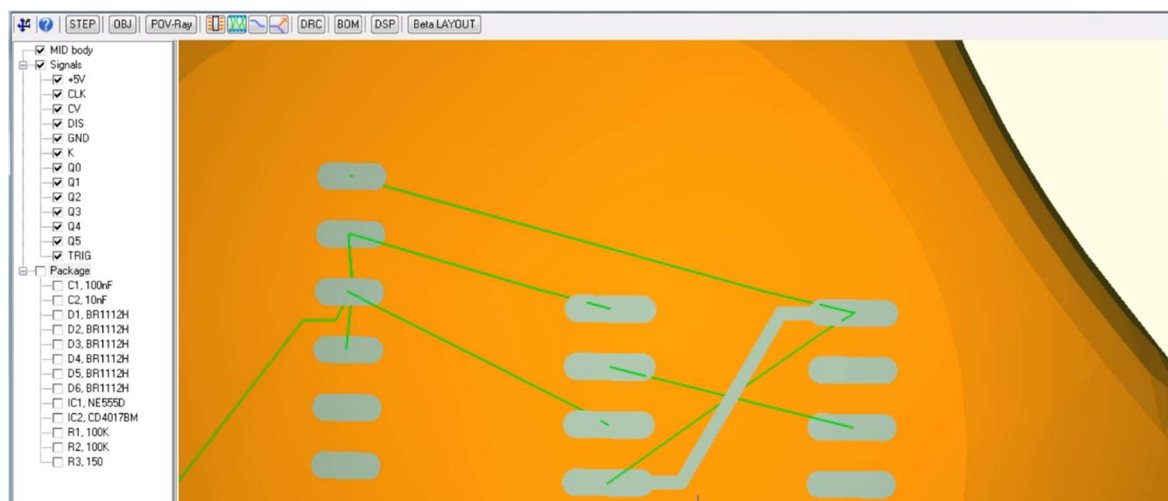 STEP OBJ POV-Ray DRC BOM DSP Beta LAYOUT
MID body
Signals
+5V
CLK
CV
DIS
GND
K
Q0
Q1
Q2
Q3
Q4
Q5
TRIG
Package
C1, 100nF
C2, 10nF
D1, BR1112H
D2, BR1112H
D3, BR1112H
D4, BR1112H
D5, BR1112H
D6, BR1112H
IC1, NE555D
IC2, CD4017BM
R1, 100K
R2, 100K
R3, 150